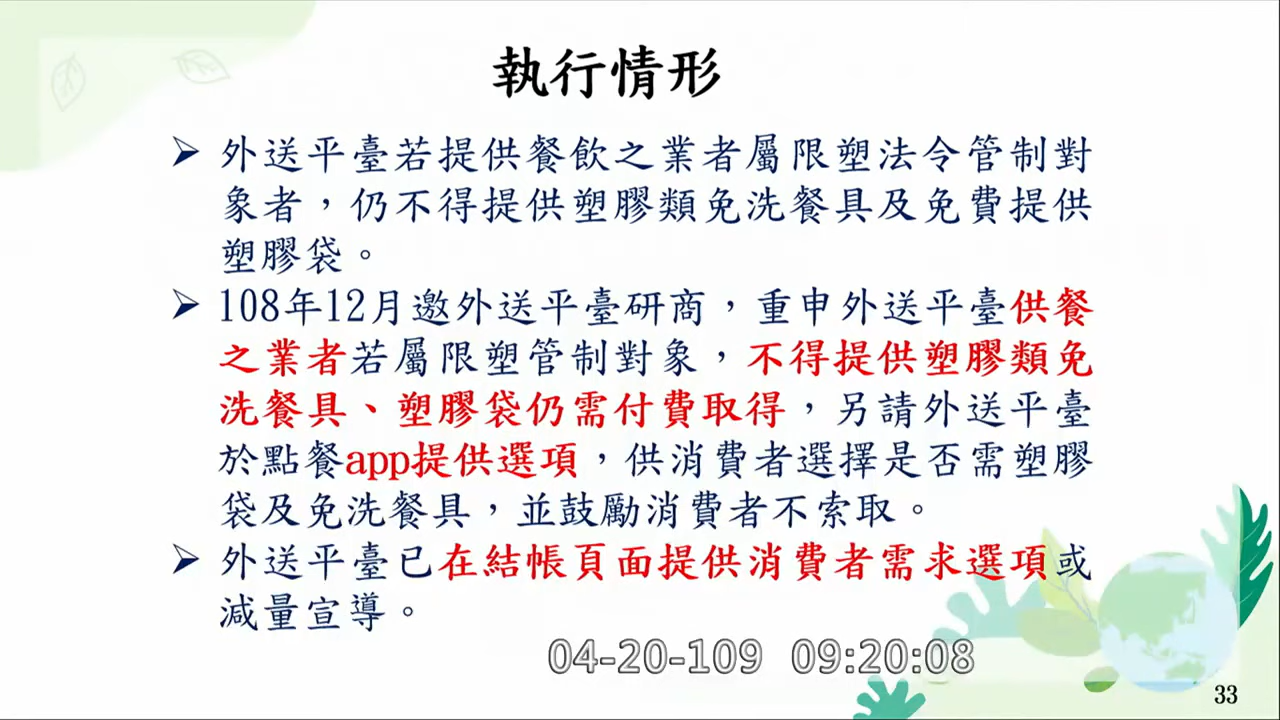 執行情形
➢ 外送平臺若提供餐飲之業者屬限塑法令管制對
象者，仍不得提供塑膠類免洗餐具及免費提供
塑膠袋。
➢ 108年12月邀外送平臺研商，重申外送平臺供餐
之業者若屬限塑管制對象，不得提供塑膠類免
洗餐具、塑膠袋仍需付費取得，另請外送平臺
於點餐app提供選項，供消費者選擇是否需塑膠
袋及免洗餐具，並鼓勵消費者不索取。
➢ 外送平臺已在結帳頁面提供消費者需求選項或
減量宣導。
04-20-109 09:20:08
33